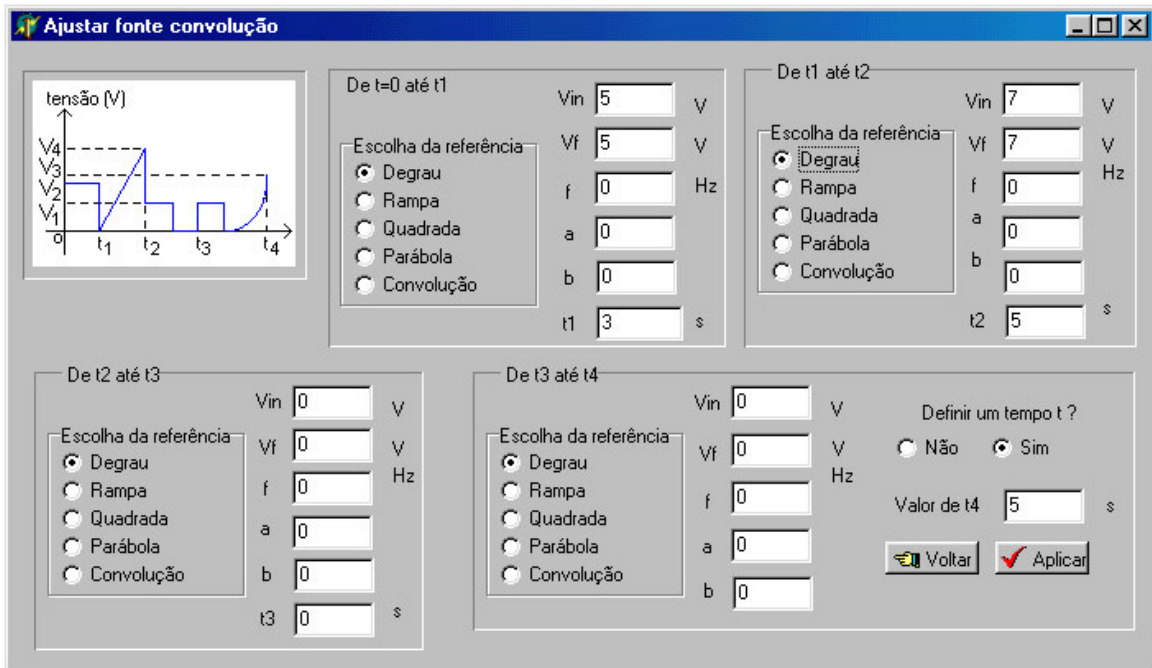 Ajustar fonte convolução
tensão (V)
V4
V3
V2
V1
o
t1
t2
t3
t4
De t=0 até t1
Escolha da referência
Degrau
Rampa
Quadrada
Parábola
Convolução
Vin 5 V
Vf 5 V
f 0 Hz
a 0
b 0
t1 3 s
De t1 até t2
Escolha da referência
Degrau
Rampa
Quadrada
Parábola
Convolução
Vin 7 V
Vf 7 V
f 0 Hz
a 0
b 0
t2 5 s
De t2 até t3
Escolha da referência
Degrau
Rampa
Quadrada
Parábola
Convolução
Vin 0 V
Vf 0 V
f 0 Hz
a 0
b 0
t3 0 s
De t3 até t4
Escolha da referência
Degrau
Rampa
Quadrada
Parábola
Convolução
Vin 0 V
Vf 0 V
f 0 Hz
a 0
b 0
Definir um tempo t ?
Não Sim
Valor de t4 5 s
Voltar Aplicar